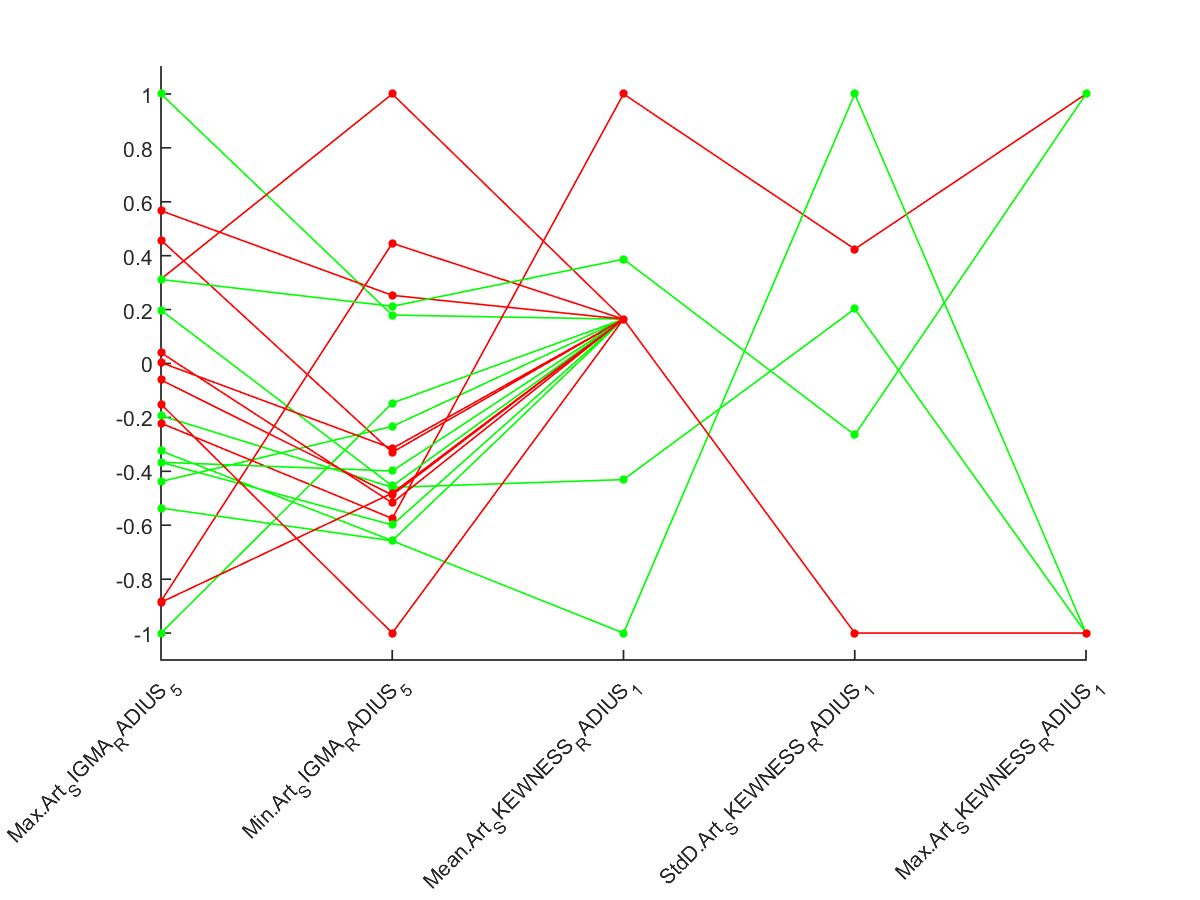 1
0.8
0.6
0.4
0.2
0
-0.2
-0.4
-0.6
-0.8
-1
Max.Art_SIGMA_RADIUS_5
Min.Art_SIGMA_RADIUS_5
Mean.Art_SKEWNESS_RADIUS_1
StdD.Art_SKEWNESS_RADIUS_1
Max.Art_SKEWNESS_RADIUS_1